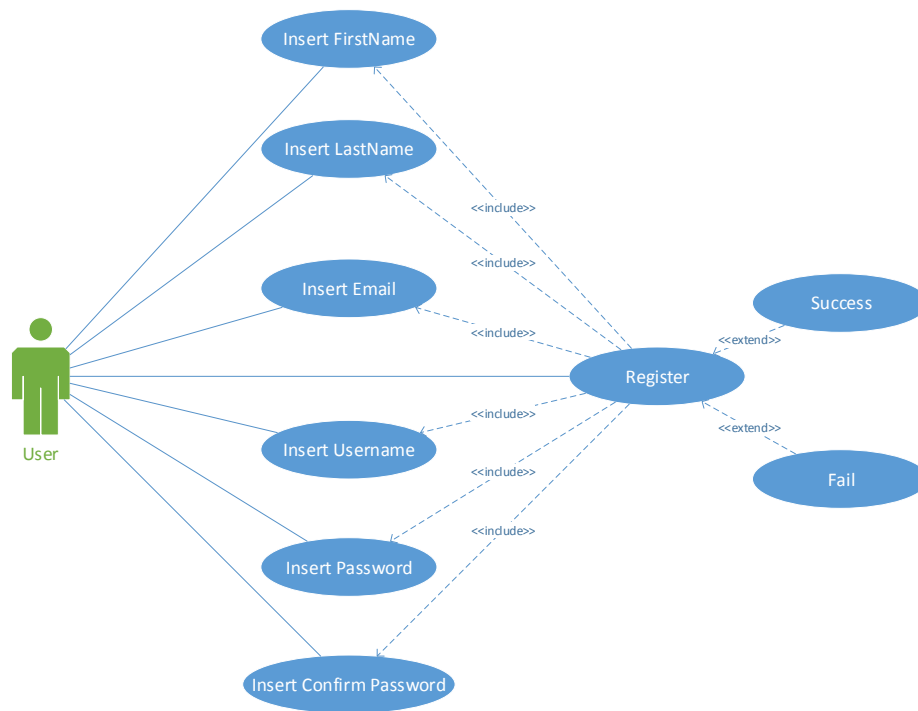 Insert FirstName
Insert LastName
<<include>>
<<include>>
Insert Email
Success
<<include>>
<<extend>>
Register
<<include>>
<<extend>>
User
Insert Username
<<include>>
Fail
<<include>>
Insert Password
Insert Confirm Password